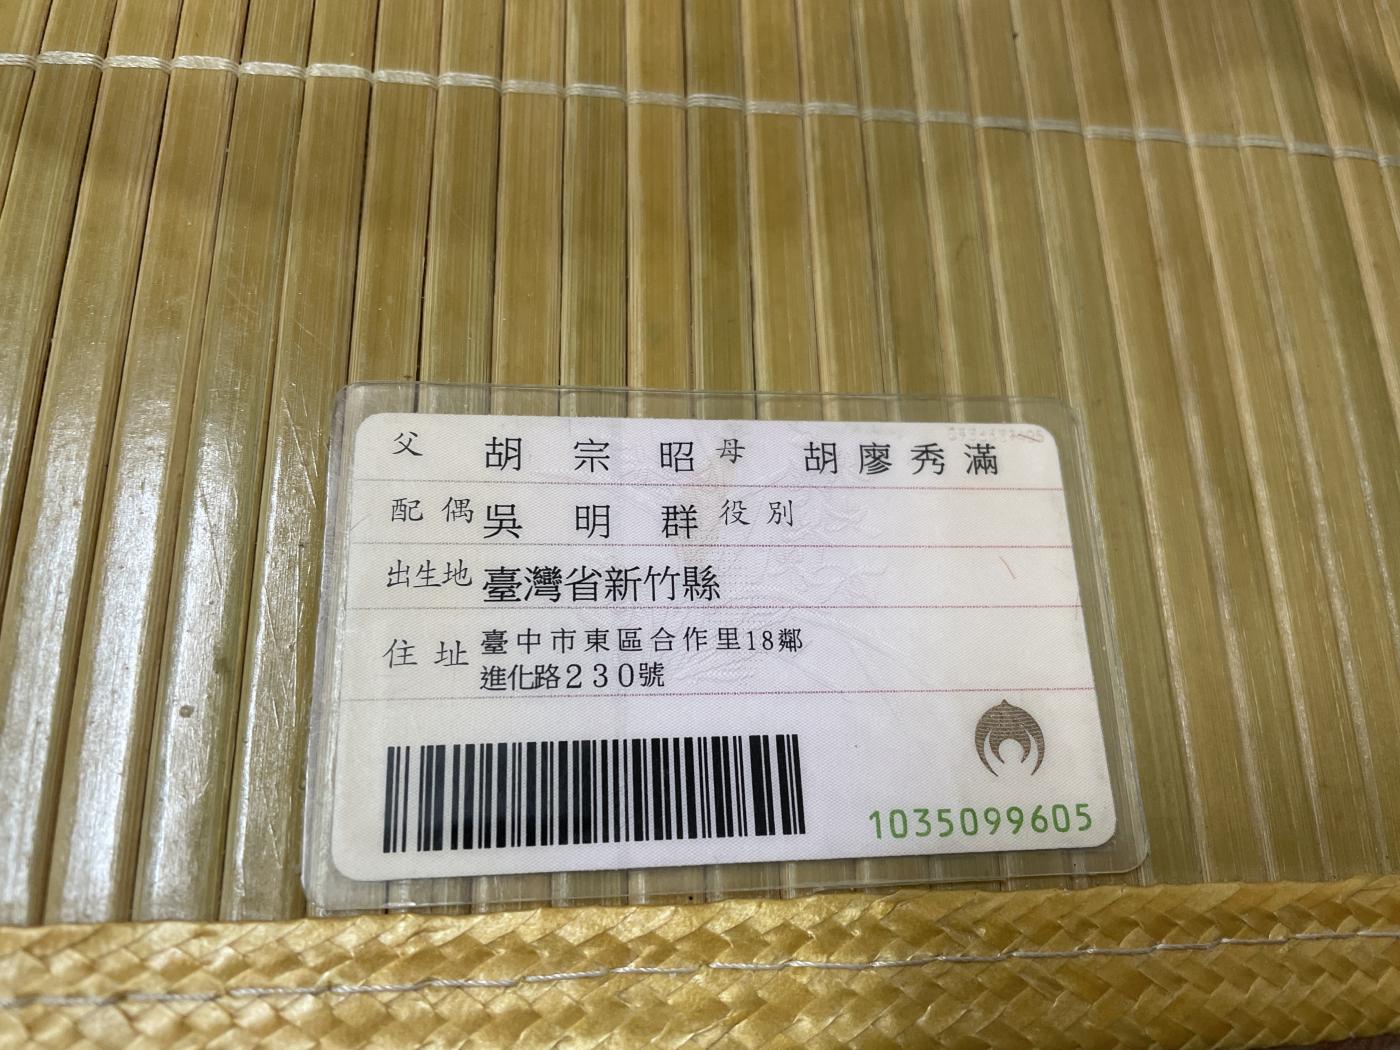 父 胡宗昭 母 胡廖秀滿
配偶 吳明群 役別
出生地 臺灣省新竹縣
住址 臺中市東區合作里18鄰
進化路230號
1035099605